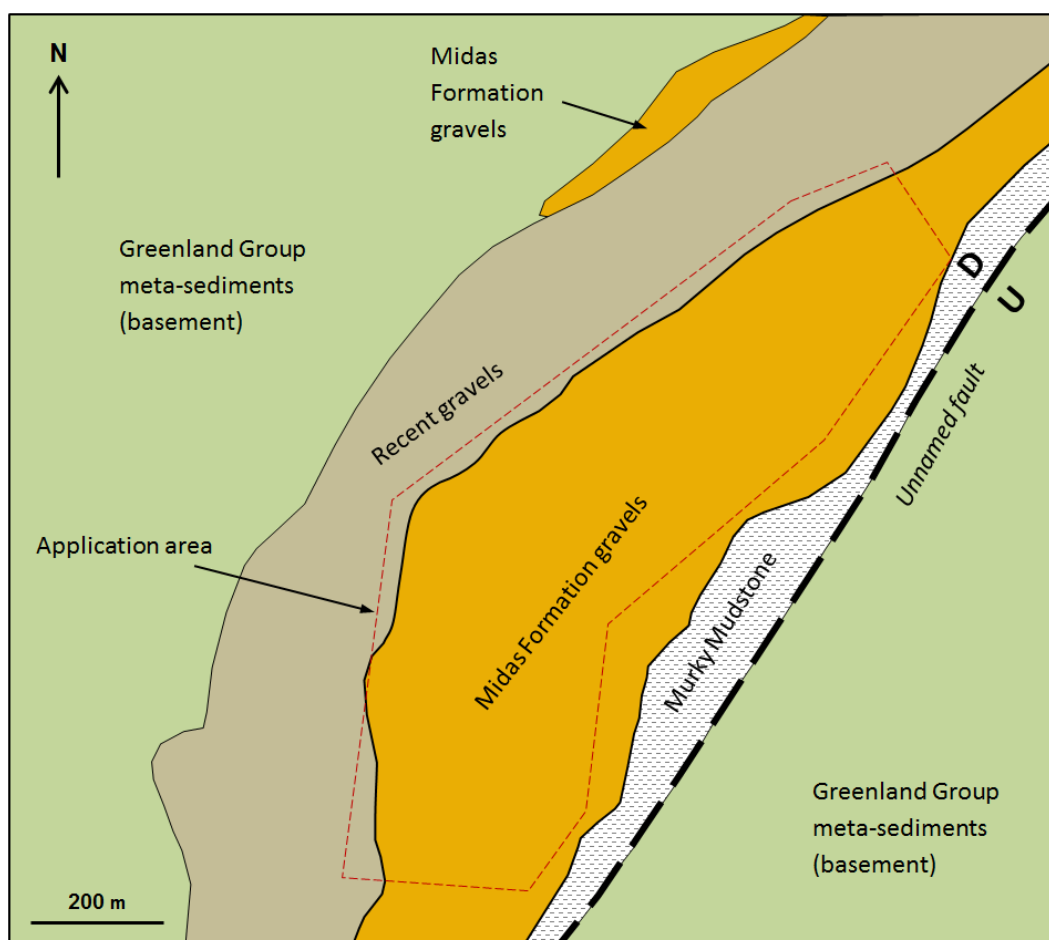 N
Midas
Formation
gravels
Greenland Group
meta-sediments
(basement)
D
U
Recent gravels
Unnamed fault
Application area
Midas Formation gravels
Murky Mudstone
Greenland Group
meta-sediments
(basement)
200 m